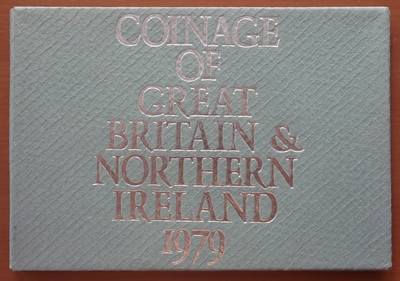 COINAGE
OF
GREAT
BRITAIN &
NORTHERN
IRELAND
1979